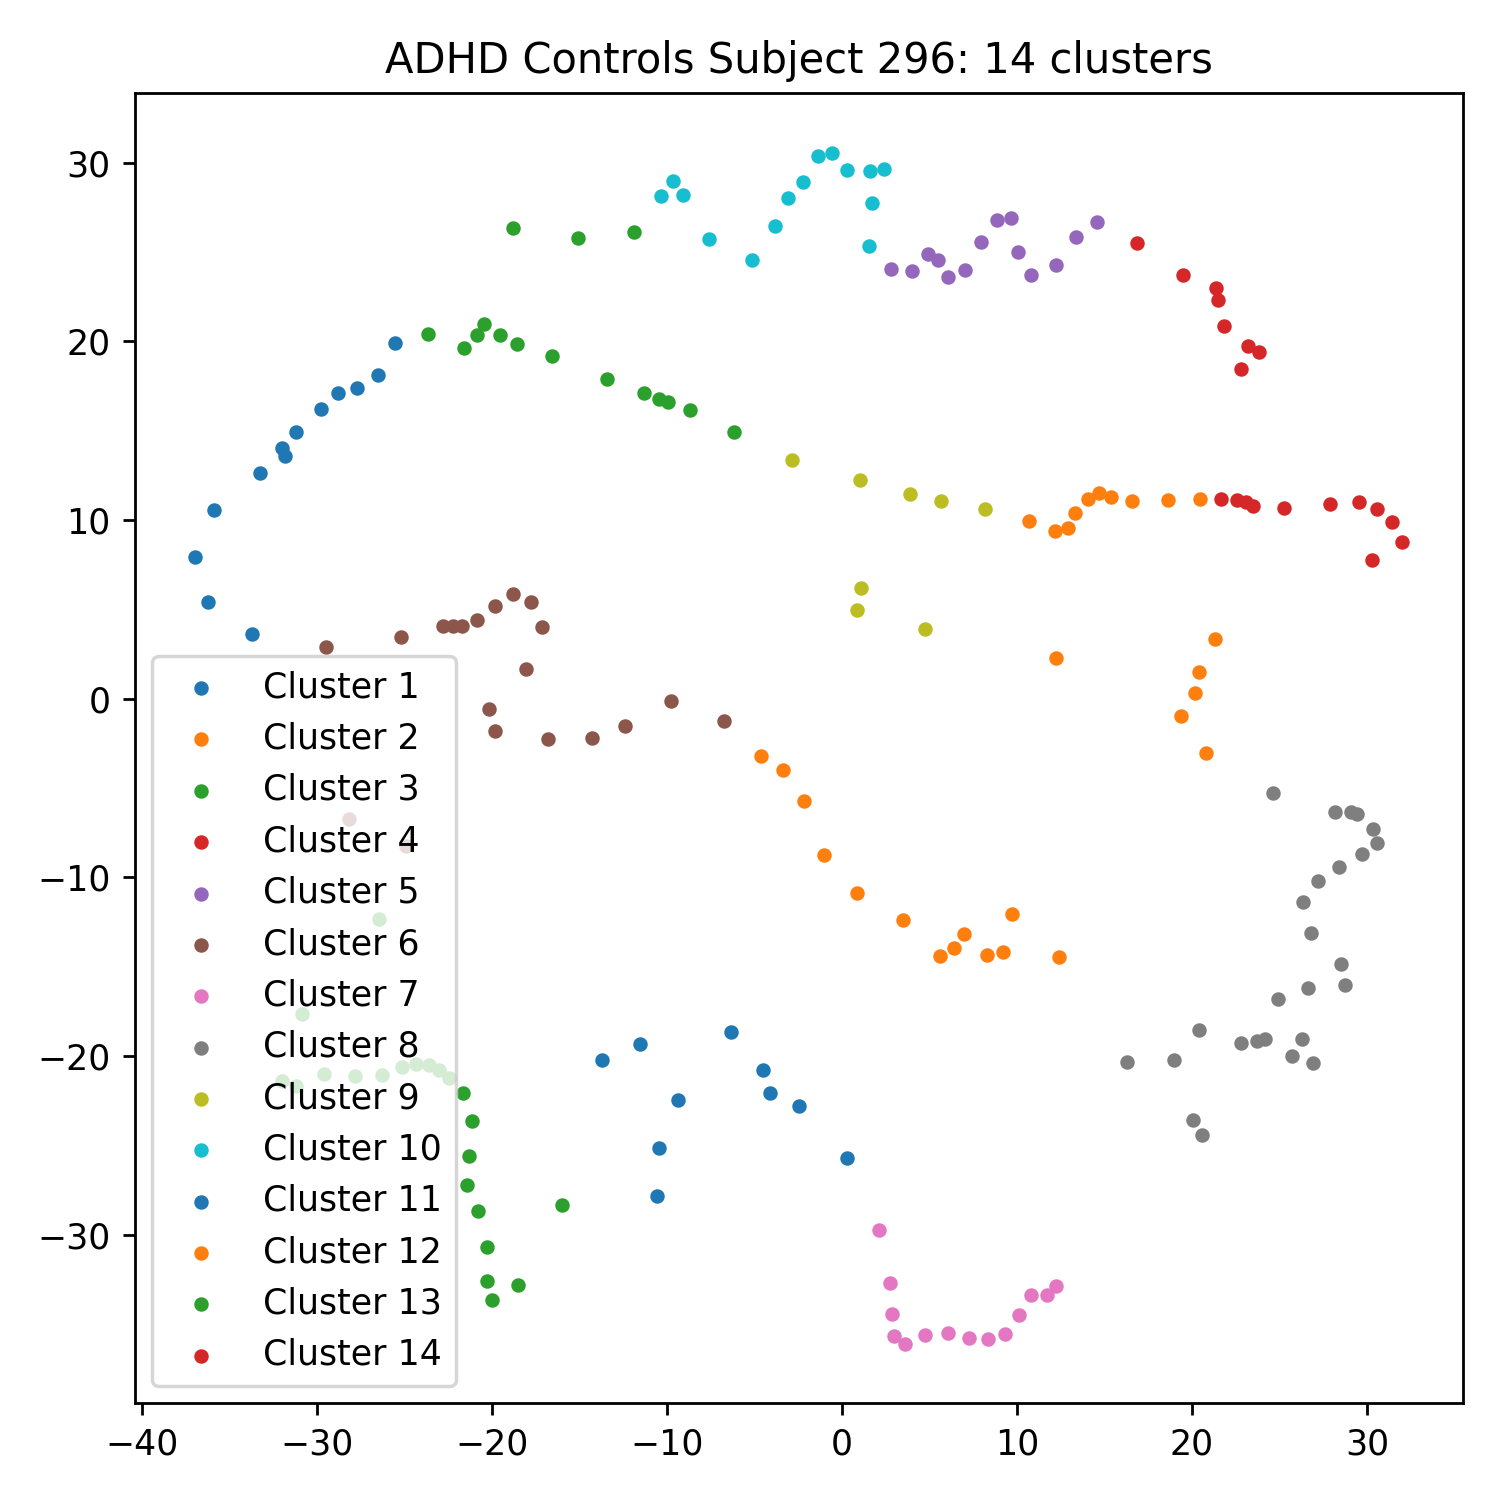 ADHD Controls Subject 296: 14 clusters
30
20
10
0
−10
−20
−30
Cluster 1
Cluster 2
Cluster 3
Cluster 4
Cluster 5
Cluster 6
Cluster 7
Cluster 8
Cluster 9
Cluster 10
Cluster 11
Cluster 12
Cluster 13
Cluster 14
−40 −30 −20 −10 0 10 20 30